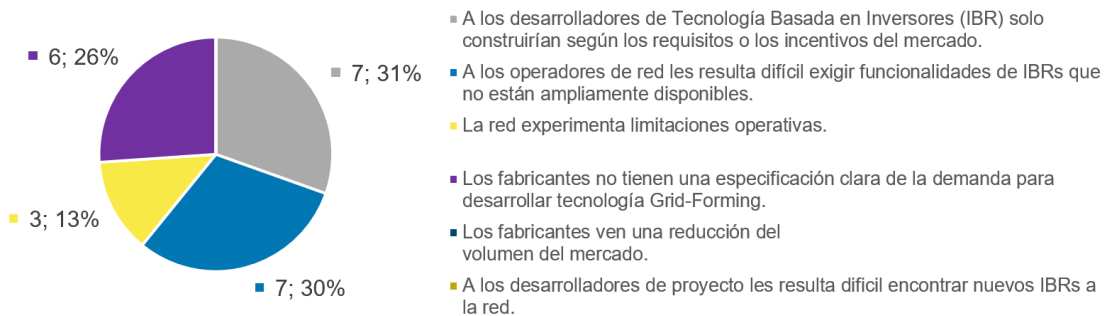 6; 26%
7; 31%
3; 13%
7; 30%
A los desarrolladores de Tecnología Basada en Inversores (IBR) solo
construirían según los requisitos o los incentivos del mercado.
A los operadores de red les resulta difícil exigir funcionalidades de IBRs que
no están ampliamente disponibles.
La red experimenta limitaciones operativas.
Los fabricantes no tienen una especificación clara de la demanda para
desarrollar tecnología Grid-Forming.
Los fabricantes ven una reducción del
volumen del mercado.
A los desarrolladores de proyecto les resulta dificil encontrar nuevos IBRs a
la red.